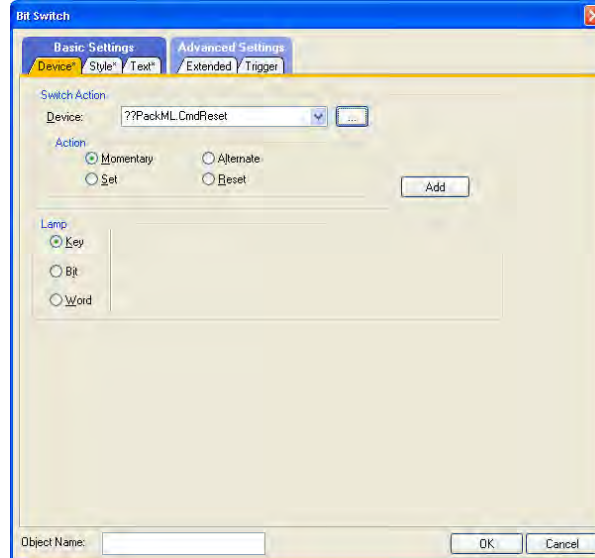 Bit Switch
Basic Settings
Advanced Settings
Device*
Style*
Text*
Extended
Trigger
Switch Action
Device: ??PackML.CmdReset ...
Action
Momentary Alternate
Set Reset
Add
Lamp
Key
Bit
Word
Object Name: OK Cancel